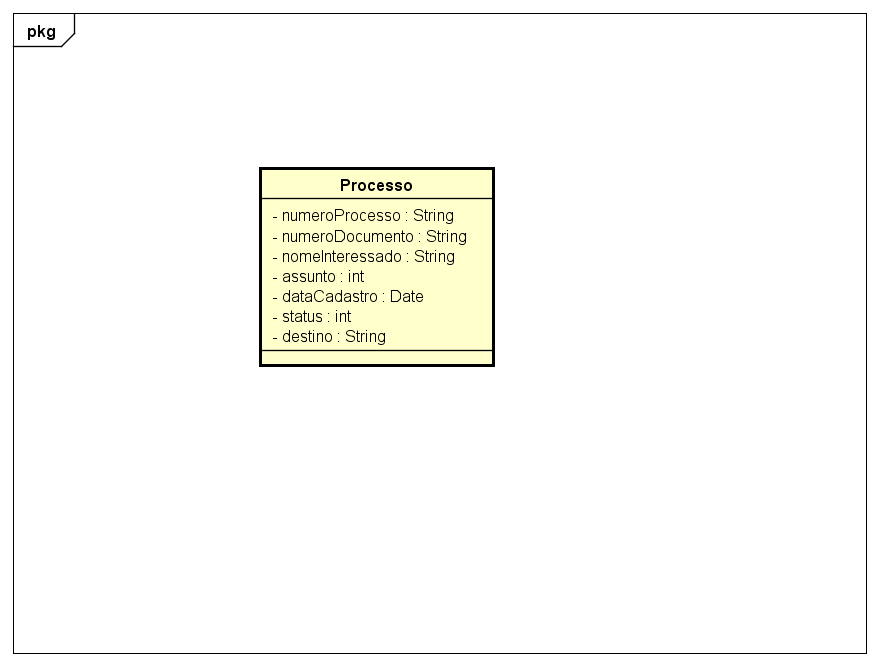 pkg
Processo
- numeroProcesso : String
- numeroDocumento : String
- nomeInteressado : String
- assunto : int
- dataCadastro : Date
- status : int
- destino : String